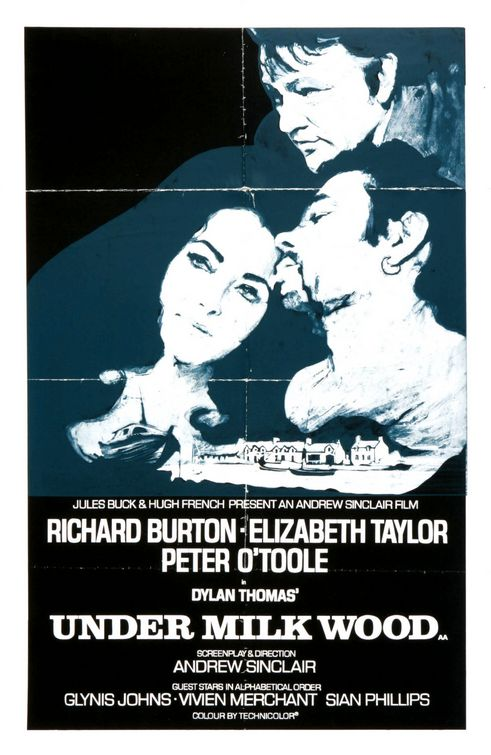 JULES BUCK & HUGH FRENCH PRESENT AN ANDREW SINCLAIR FILM
RICHARD BURTON · ELIZABETH TAYLOR
PETER O'TOOLE
in
DYLAN THOMAS'
UNDER MILK WOOD AA
SCREENPLAY & DIRECTION
ANDREW SINCLAIR
GUEST STARS IN ALPHABETICAL ORDER
GLYNIS JOHNS · VIVIEN MERCHANT SIAN PHILLIPS
COLOUR BY TECHNICOLOR®